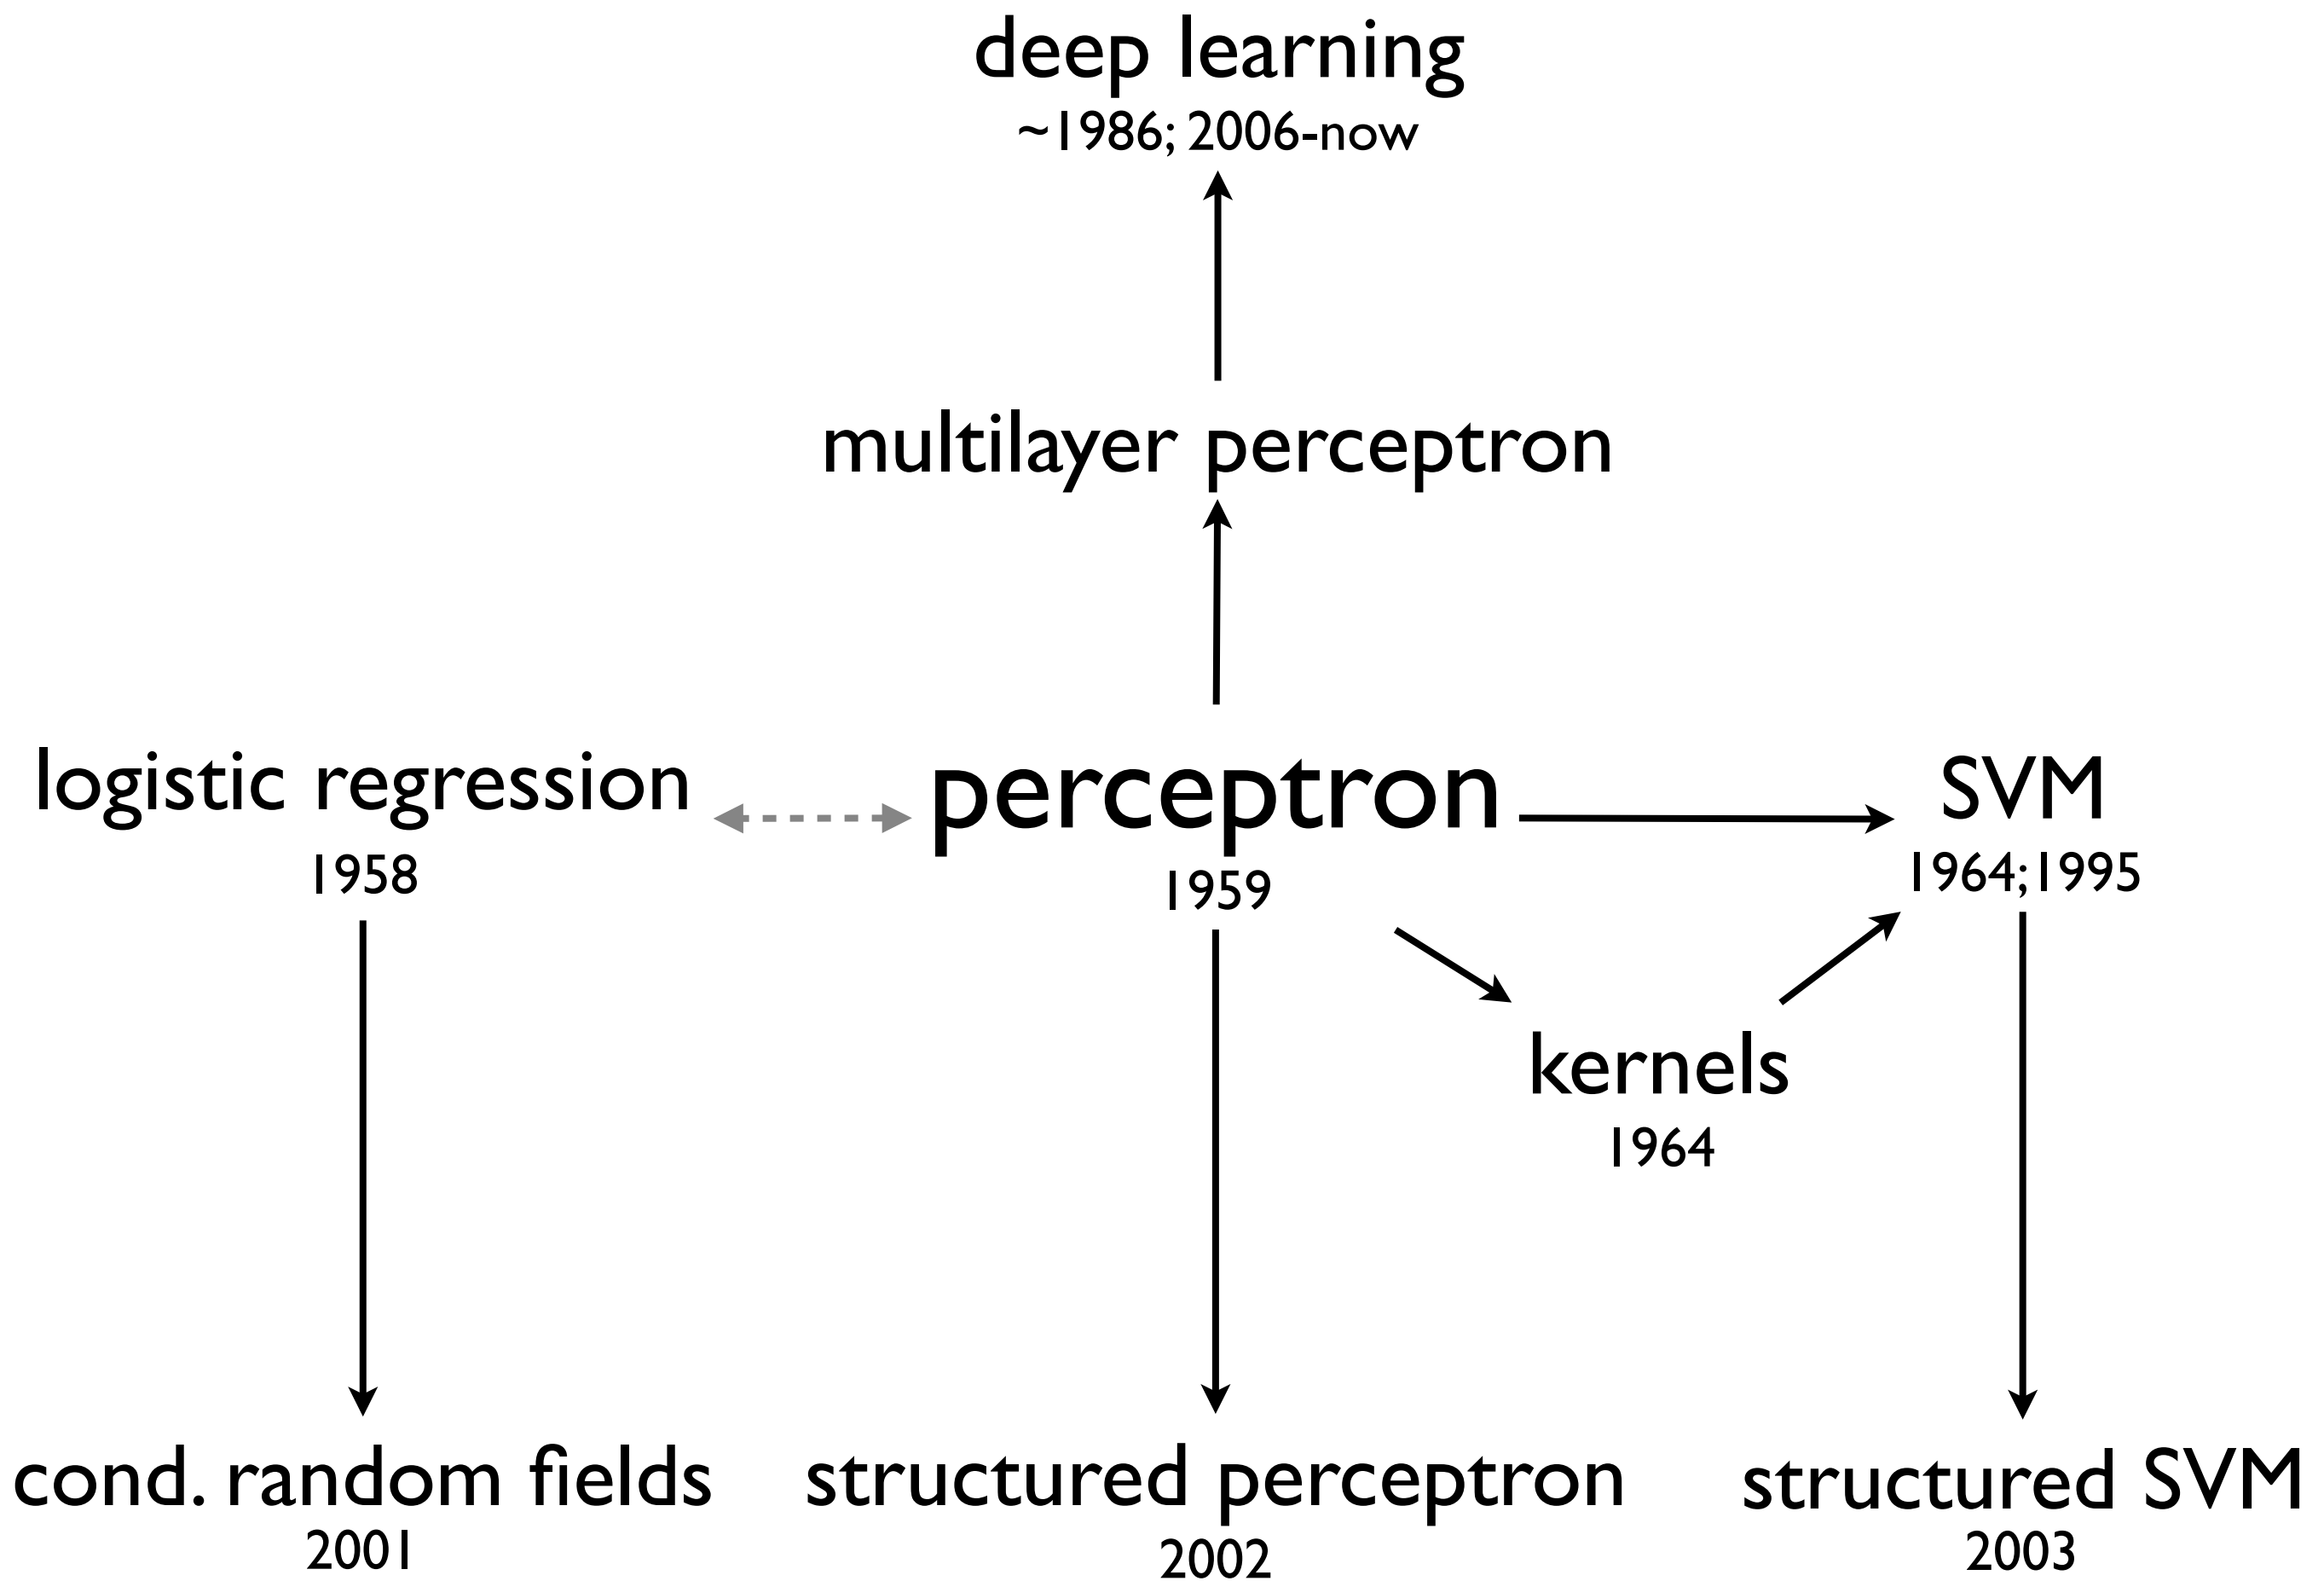 deep learning
~1986; 2006-now
multilayer perceptron
logistic regression
1958
perceptron
1959
SVM
1964;1995
kernels
1964
cond. random fields
2001
structured perceptron
2002
structured SVM
2003